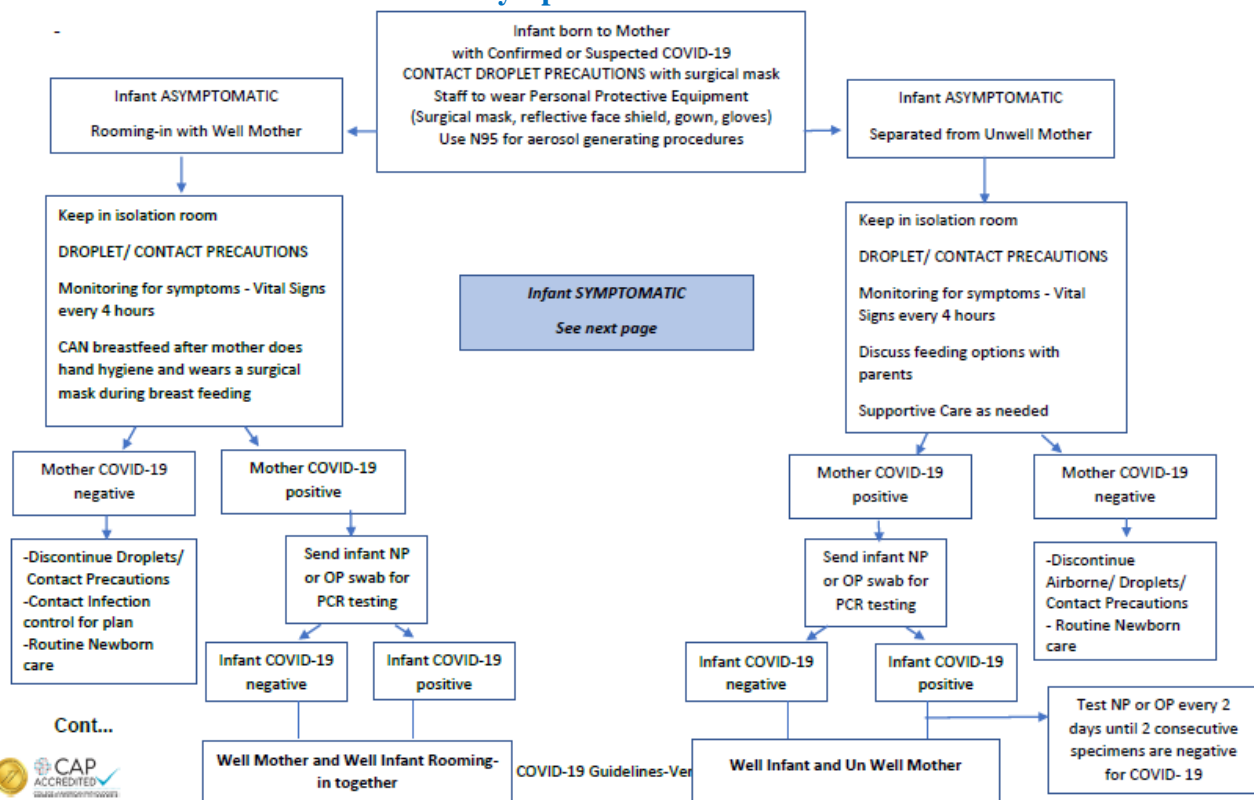 -
Infant born to Mother
with Confirmed or Suspected COVID-19
CONTACT DROPLET PRECAUTIONS with surgical mask
Staff to wear Personal Protective Equipment
(Surgical mask, reflective face shield, gown, gloves)
Use N95 for aerosol generating procedures
Infant ASYMPTOMATIC
Rooming-in with Well Mother
Infant ASYMPTOMATIC
Separated from Unwell Mother
Keep in isolation room
DROPLET/ CONTACT PRECAUTIONS
Monitoring for symptoms - Vital Signs
every 4 hours
CAN breastfeed after mother does
hand hygiene and wears a surgical
mask during breast feeding
Infant SYMPTOMATIC
See next page
Keep in isolation room
DROPLET/ CONTACT PRECAUTIONS
Monitoring for symptoms - Vital
Signs every 4 hours
Discuss feeding options with
parents
Supportive Care as needed
Mother COVID-19
negative
Mother COVID-19
positive
Mother COVID-19
positive
Mother COVID-19
negative
-Discontinue Droplets/
Contact Precautions
-Contact Infection
control for plan
-Routine Newborn
care
Send infant NP
or OP swab for
PCR testing
Send infant NP
or OP swab for
PCR testing
-Discontinue
Airborne/ Droplets/
Contact Precautions
- Routine Newborn
care
Infant COVID-19
negative
Infant COVID-19
positive
Infant COVID-19
negative
Infant COVID-19
positive
Test NP or OP every 2
days until 2 consecutive
specimens are negative
for COVID- 19
Well Mother and Well Infant Rooming-
in together
Well Infant and Un Well Mother
Cont...
CAP
ACCREDITED
COVID-19 Guidelines-Ver